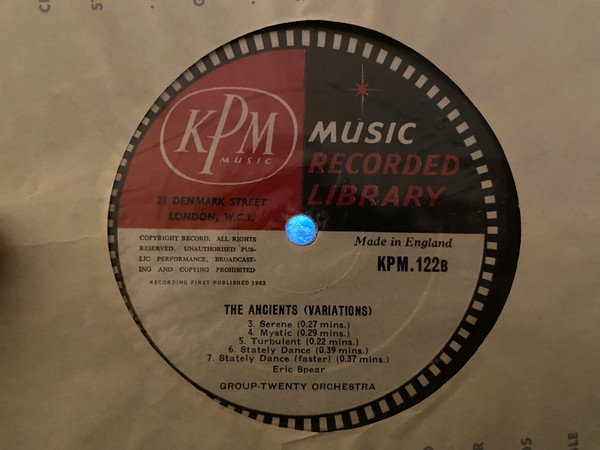 KPM
MUSIC
MUSIC
RECORDED
LIBRARY
21 DENMARK STREET
LONDON, W.C.2.
COPYRIGHT RECORD. ALL RIGHTS
RESERVED. UNAUTHORISED PUB-
LIC PERFORMANCE, BROADCAST-
ING AND COPYING PROHIBITED
RECORDING FIRST PUBLISHED 1962
Made in England
KPM.122B
THE ANCIENTS (VARIATIONS)
3. Serene (0.27 mins.)
4. Mystic (0.29 mins.)
5. Turbulent (0.22 mins.)
6. Stately Dance (0.39 mins.)
7. Stately Dance (faster) (0.37 mins.)
Eric Spear
GROUP-TWENTY ORCHESTRA